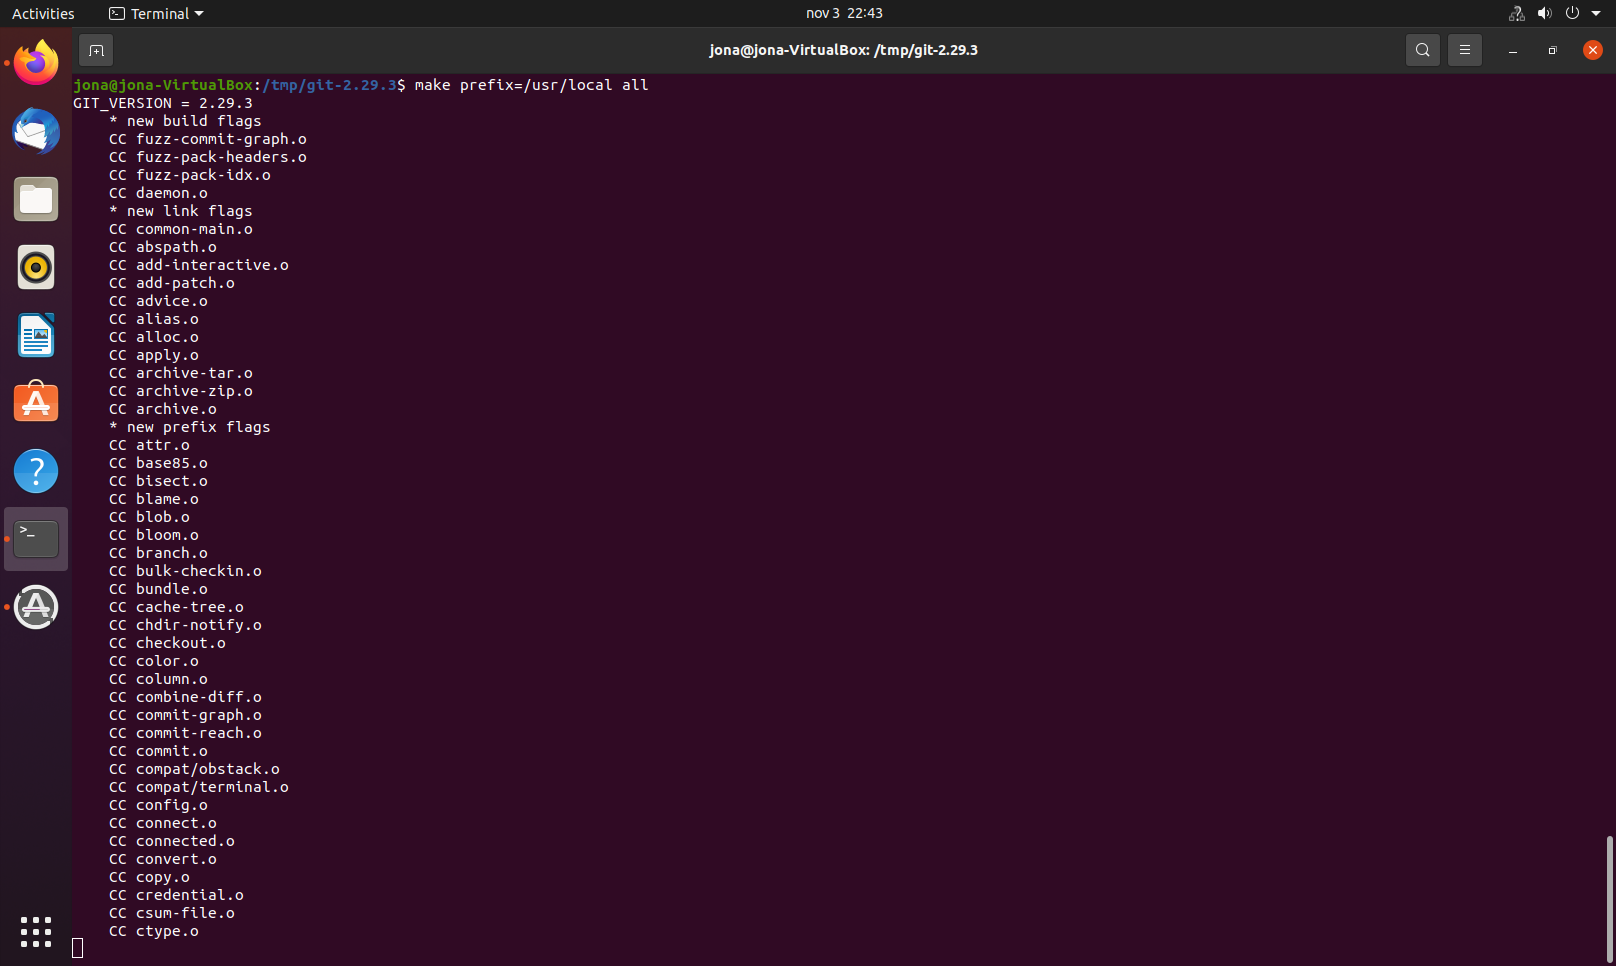 Activities Terminal nov 3 22:43
jona@jona-VirtualBox: /tmp/git-2.29.3
jona@jona-VirtualBox:/tmp/git-2.29.3$ make prefix=/usr/local all
GIT_VERSION = 2.29.3
* new build flags
CC fuzz-commit-graph.o
CC fuzz-pack-headers.o
CC fuzz-pack-idx.o
CC daemon.o
* new link flags
CC common-main.o
CC abspath.o
CC add-interactive.o
CC add-patch.o
CC advice.o
CC alias.o
CC alloc.o
CC apply.o
CC archive-tar.o
CC archive-zip.o
CC archive.o
* new prefix flags
CC attr.o
CC base85.o
CC bisect.o
CC blame.o
CC blob.o
CC bloom.o
CC branch.o
CC bulk-checkin.o
CC bundle.o
CC cache-tree.o
CC chdir-notify.o
CC checkout.o
CC color.o
CC column.o
CC combine-diff.o
CC commit-graph.o
CC commit-reach.o
CC commit.o
CC compat/obstack.o
CC compat/terminal.o
CC config.o
CC connect.o
CC connected.o
CC convert.o
CC copy.o
CC credential.o
CC csum-file.o
CC ctype.o